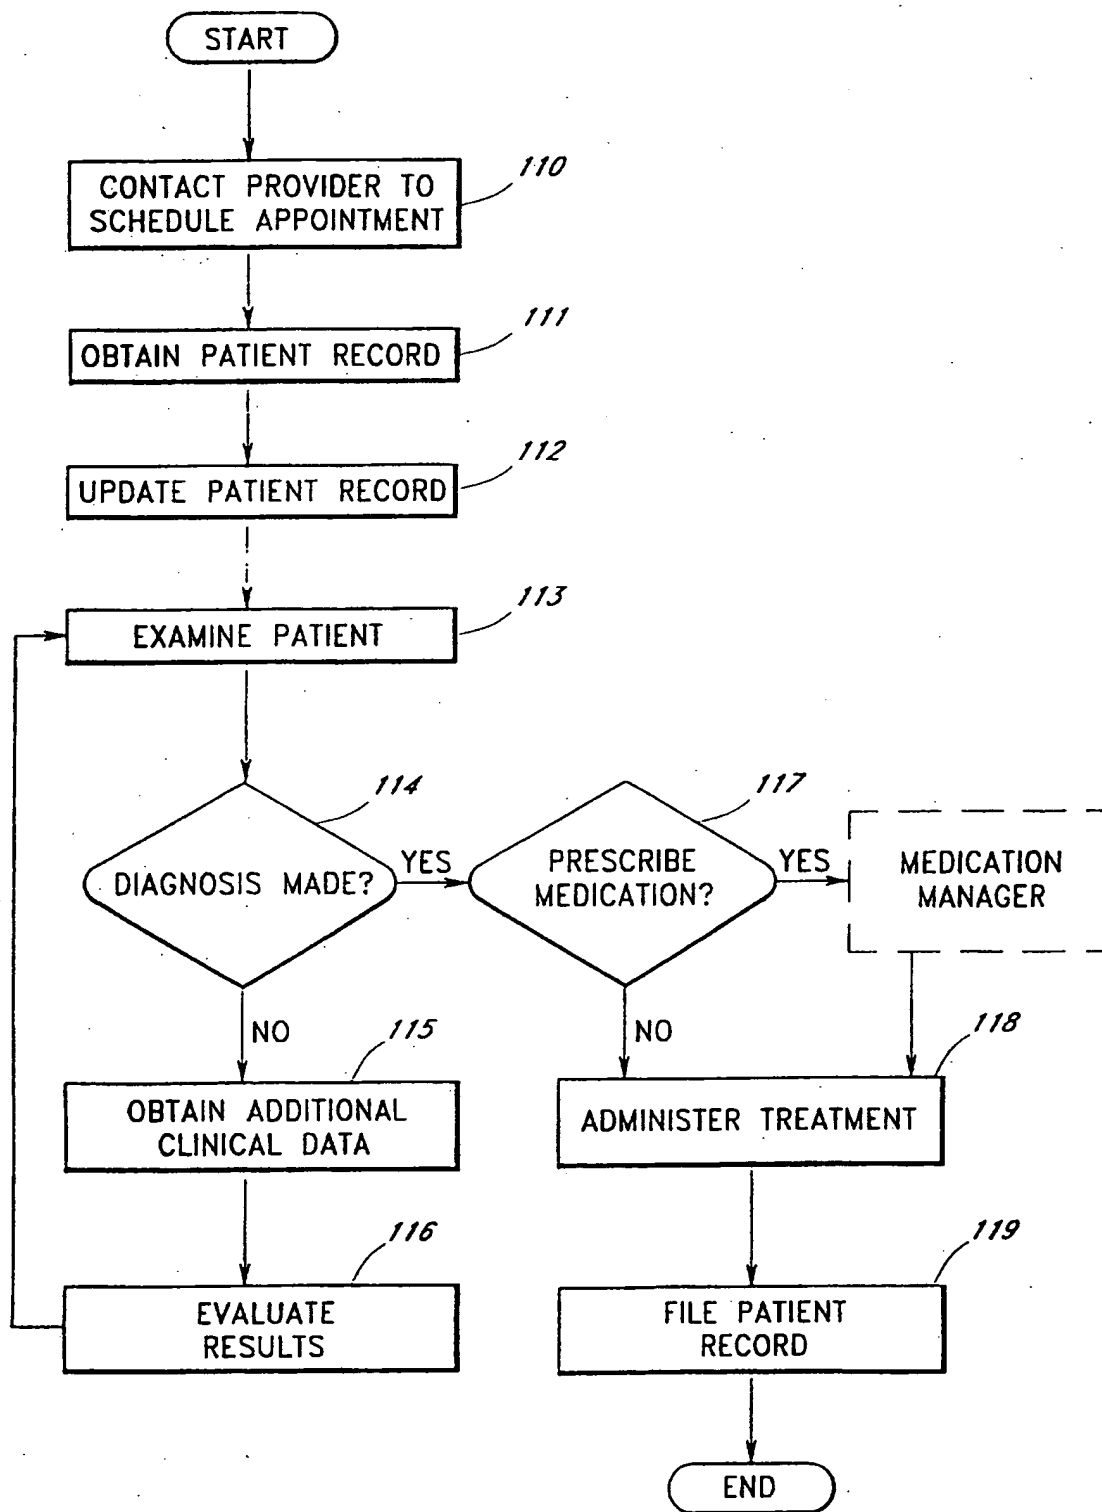 START
CONTACT PROVIDER TO
SCHEDULE APPOINTMENT
110
OBTAIN PATIENT RECORD
111
UPDATE PATIENT RECORD
112
EXAMINE PATIENT
113
DIAGNOSIS MADE?
114
YES
PRESCRIBE
MEDICATION?
117
YES
MEDICATION
MANAGER
NO
OBTAIN ADDITIONAL
CLINICAL DATA
115
NO
ADMINISTER TREATMENT
118
EVALUATE
RESULTS
116
FILE PATIENT
RECORD
119
END